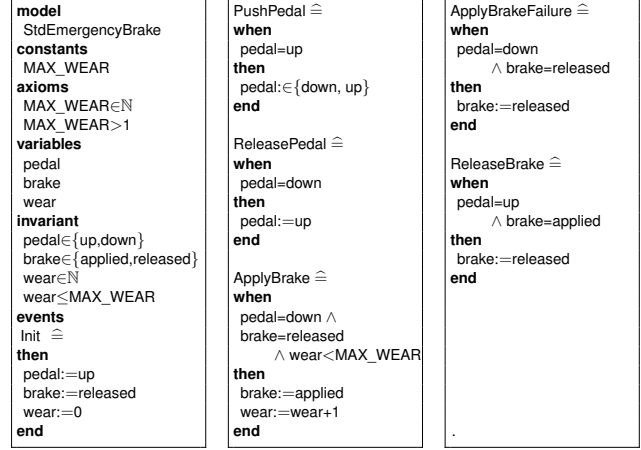 model
StdEmergencyBrake
constants
MAX_WEAR
axioms
MAX_WEAR∈ℕ
MAX_WEAR>1
variables
pedal
brake
wear
invariant
pedal∈{up,down}
brake∈{applied,released}
wear∈ℕ
wear≤MAX_WEAR
events
Init ≙
then
pedal:=up
brake:=released
wear:=0
end
PushPedal ≙
when
pedal=up
then
pedal:∈{down, up}
end
ReleasePedal ≙
when
pedal=down
then
pedal:=up
end
ApplyBrake ≙
when
pedal=down ∧
brake=released
∧ wear<MAX_WEAR
then
brake:=applied
wear:=wear+1
end
ApplyBrakeFailure ≙
when
pedal=down
∧ brake=released
then
brake:=released
end
ReleaseBrake ≙
when
pedal=up
∧ brake=applied
then
brake:=released
end
.